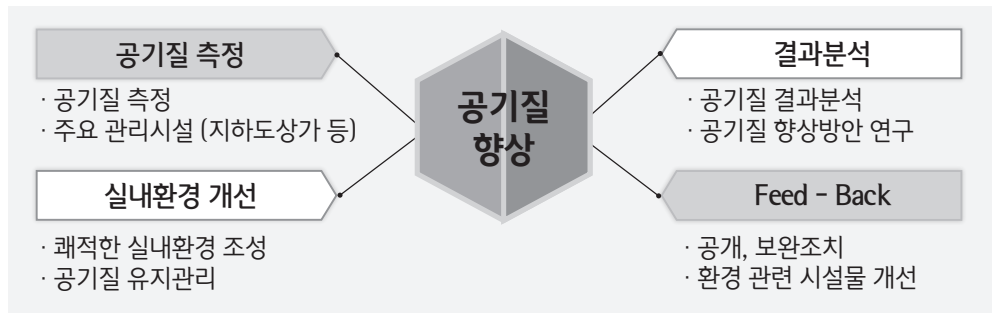 공기질 측정
· 공기질 측정
· 주요 관리시설 (지하도상가 등)
실내환경 개선
· 쾌적한 실내환경 조성
· 공기질 유지관리
공기질
향상
결과분석
· 공기질 결과분석
· 공기질 향상방안 연구
Feed - Back
· 공개, 보완조치
· 환경 관련 시설물 개선